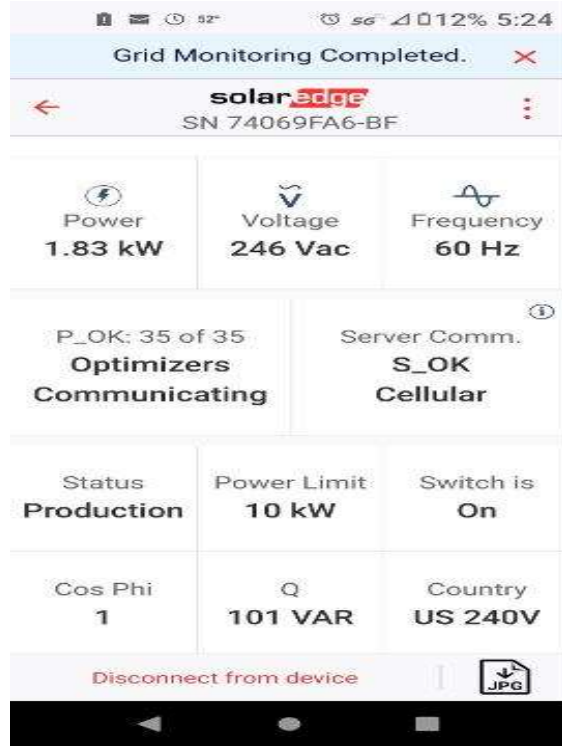 52° 5G 12% 5:24
Grid Monitoring Completed.
solaredge
SN 74069FA6-BF
Power Voltage Frequency
1.83 kW 246 Vac 60 Hz
P_OK: 35 of 35 Server Comm.
Optimizers S_OK
Communicating Cellular
Status Power Limit Switch is
Production 10 kW On
Cos Phi Q Country
1 101 VAR US 240V
Disconnect from device JPG